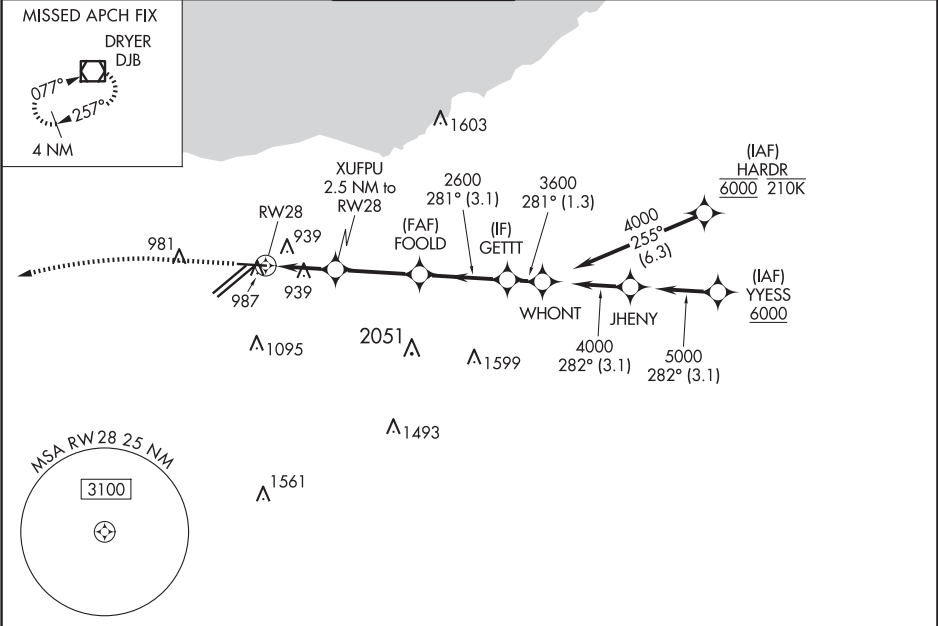 MISSED APCH FIX
DRYER
DJB
077°
257°
4 NM
1603
(IAF)
HARDR
6000 210K
XUFPU
2.5 NM to
RW28
2600
281° (3.1)
3600
281° (1.3)
4000
255°
(6.3)
RW28
(FAF)
FOOLD
(IF)
GETTT
981
939
939
987
WHONT
JHENY
(IAF)
YYESS
6000
4000
282° (3.1)
5000
282° (3.1)
1095
2051
1599
1493
1561
MSA RW28 25 NM
3100